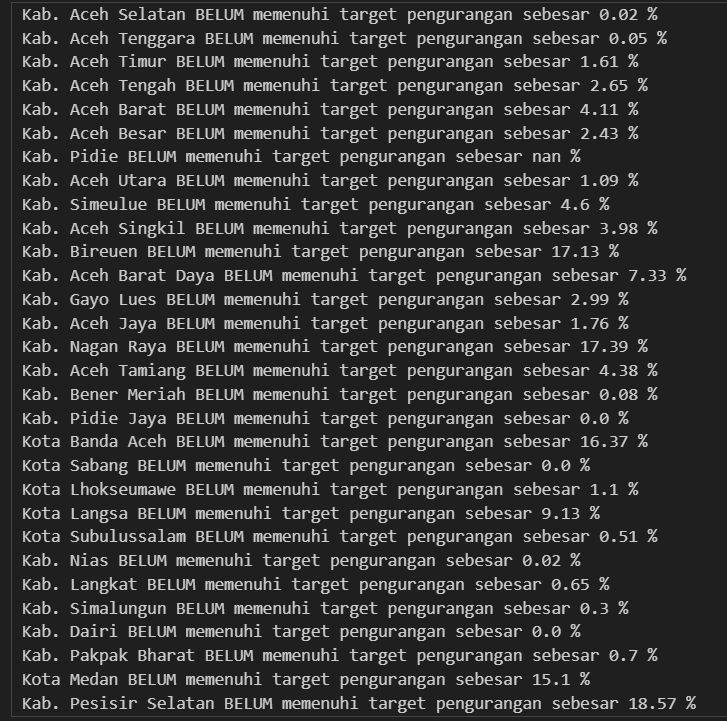 Kab. Aceh Selatan BELUM memenuhi target pengurangan sebesar 0.02 %
Kab. Aceh Tenggara BELUM memenuhi target pengurangan sebesar 0.05 %
Kab. Aceh Timur BELUM memenuhi target pengurangan sebesar 1.61 %
Kab. Aceh Tengah BELUM memenuhi target pengurangan sebesar 2.65 %
Kab. Aceh Barat BELUM memenuhi target pengurangan sebesar 4.11 %
Kab. Aceh Besar BELUM memenuhi target pengurangan sebesar 2.43 %
Kab. Pidie BELUM memenuhi target pengurangan sebesar nan %
Kab. Aceh Utara BELUM memenuhi target pengurangan sebesar 1.09 %
Kab. Simeulue BELUM memenuhi target pengurangan sebesar 4.6 %
Kab. Aceh Singkil BELUM memenuhi target pengurangan sebesar 3.98 %
Kab. Bireuen BELUM memenuhi target pengurangan sebesar 17.13 %
Kab. Aceh Barat Daya BELUM memenuhi target pengurangan sebesar 7.33 %
Kab. Gayo Lues BELUM memenuhi target pengurangan sebesar 2.99 %
Kab. Aceh Jaya BELUM memenuhi target pengurangan sebesar 1.76 %
Kab. Nagan Raya BELUM memenuhi target pengurangan sebesar 17.39 %
Kab. Aceh Tamiang BELUM memenuhi target pengurangan sebesar 4.38 %
Kab. Bener Meriah BELUM memenuhi target pengurangan sebesar 0.08 %
Kab. Pidie Jaya BELUM memenuhi target pengurangan sebesar 0.0 %
Kota Banda Aceh BELUM memenuhi target pengurangan sebesar 16.37 %
Kota Sabang BELUM memenuhi target pengurangan sebesar 0.0 %
Kota Lhokseumawe BELUM memenuhi target pengurangan sebesar 1.1 %
Kota Langsa BELUM memenuhi target pengurangan sebesar 9.13 %
Kota Subulussalam BELUM memenuhi target pengurangan sebesar 0.51 %
Kab. Nias BELUM memenuhi target pengurangan sebesar 0.02 %
Kab. Langkat BELUM memenuhi target pengurangan sebesar 0.65 %
Kab. Simalungun BELUM memenuhi target pengurangan sebesar 0.3 %
Kab. Dairi BELUM memenuhi target pengurangan sebesar 0.0 %
Kab. Pakpak Bharat BELUM memenuhi target pengurangan sebesar 0.7 %
Kota Medan BELUM memenuhi target pengurangan sebesar 15.1 %
Kab. Pesisir Selatan BELUM memenuhi target pengurangan sebesar 18.57 %